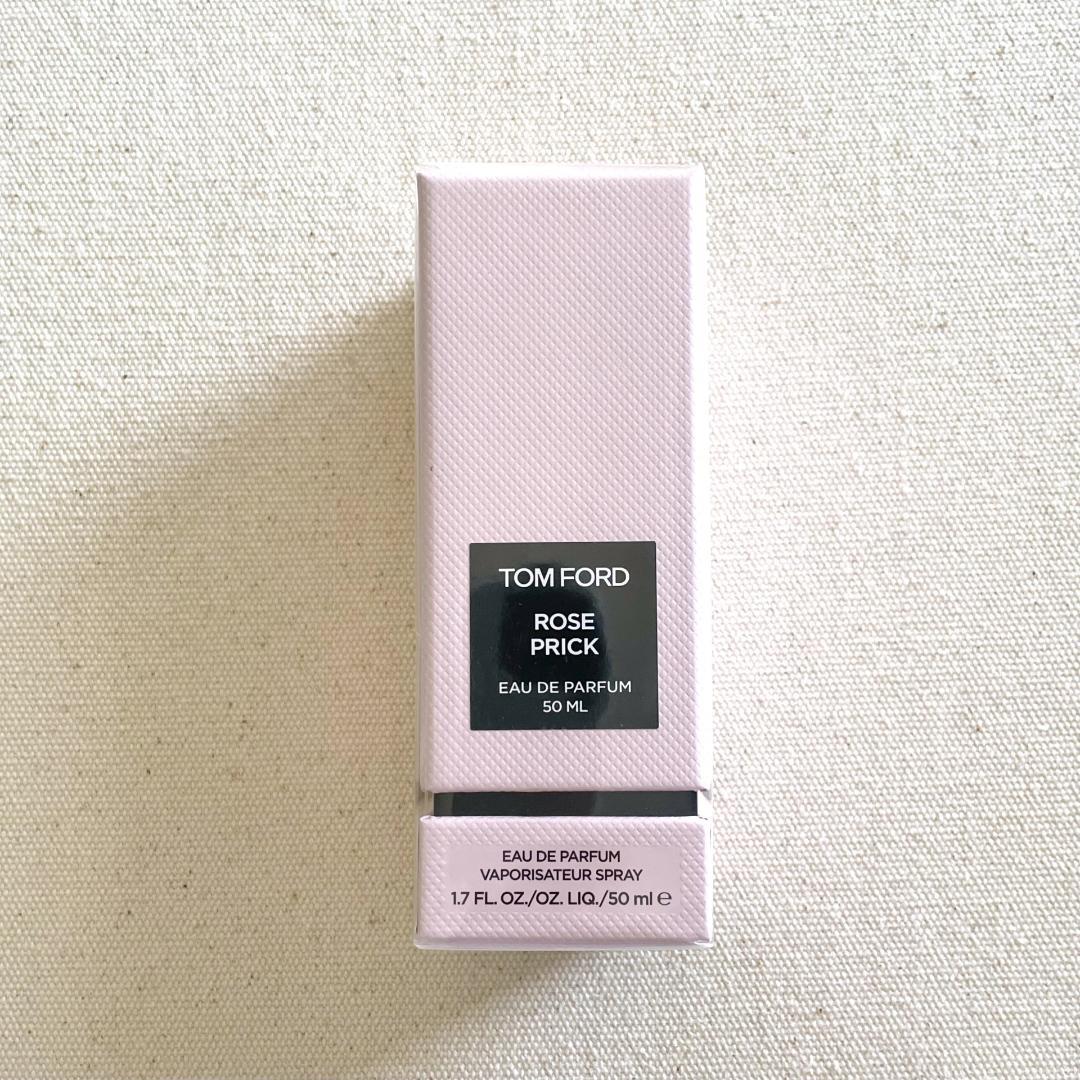 TOM FORD
ROSE
PRICK
EAU DE PARFUM
50 ML
EAU DE PARFUM
VAPORISATEUR SPRAY
1.7 FL. OZ./OZ. LIQ./50 ml ℮